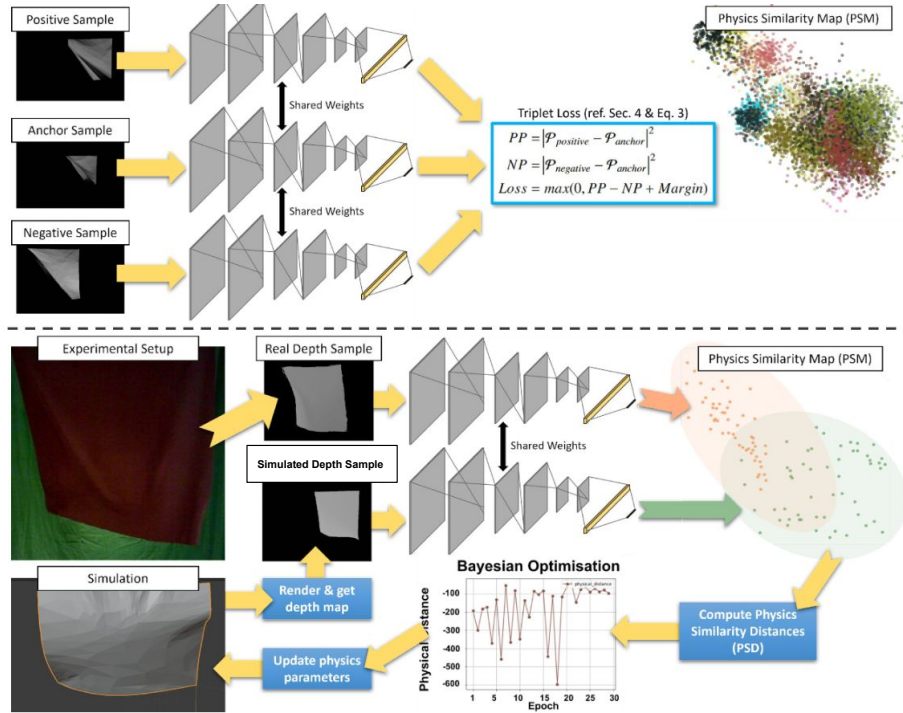 Positive Sample
Physics Similarity Map (PSM)
Shared Weights
Anchor Sample
Triplet Loss (ref. Sec. 4 & Eq. 3)
PP = |𝒫positive − 𝒫anchor|²
NP = |𝒫negative − 𝒫anchor|²
Loss = max(0, PP − NP + Margin)
Shared Weights
Negative Sample
Experimental Setup
Real Depth Sample
Physics Similarity Map (PSM)
Shared Weights
Simulated Depth Sample
Simulation
Render & get
depth map
Update physics
parameters
Bayesian Optimisation
physical_distance
Physical Distance
-100
-200
-300
-400
-500
-600
1 5 10 15 20 25 30
Epoch
Compute Physics
Similarity Distances
(PSD)